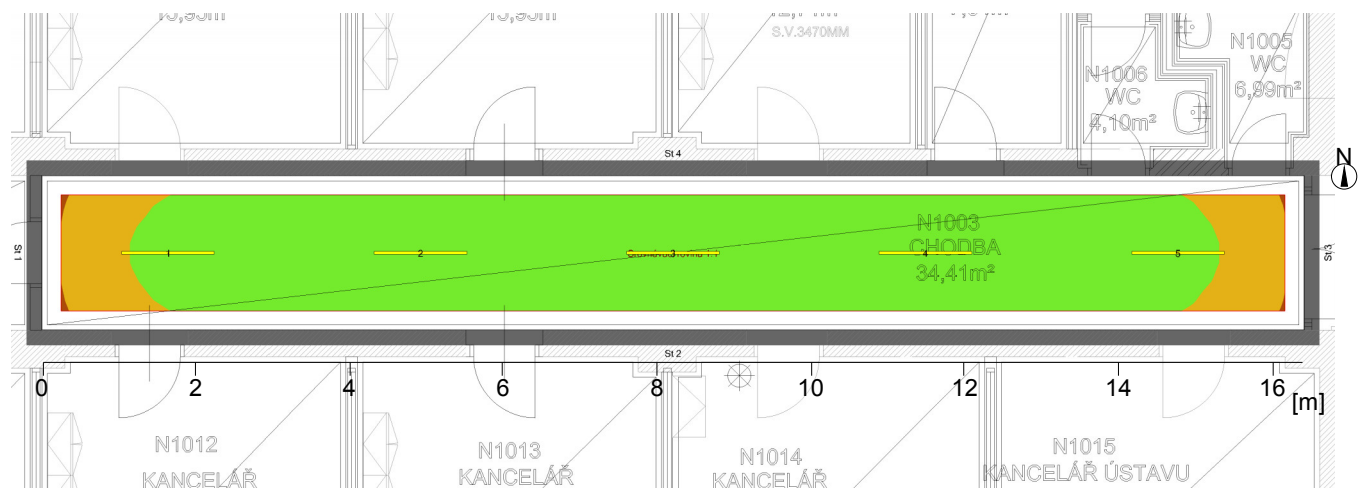 S.V.3470MM
N1005
WC
6,99m²
N1006
WC
4,10m²
St 4
N
N1003
CHODBA
34,41m²
1
2
3
4
5
St 1
St 3
St 2
0
2
4
6
8
10
12
14
16
[m]
N1012
KANCELÁŘ
N1013
KANCELÁŘ
N1014
KANCELÁŘ
N1015
KANCELÁŘ ÚSTAVU